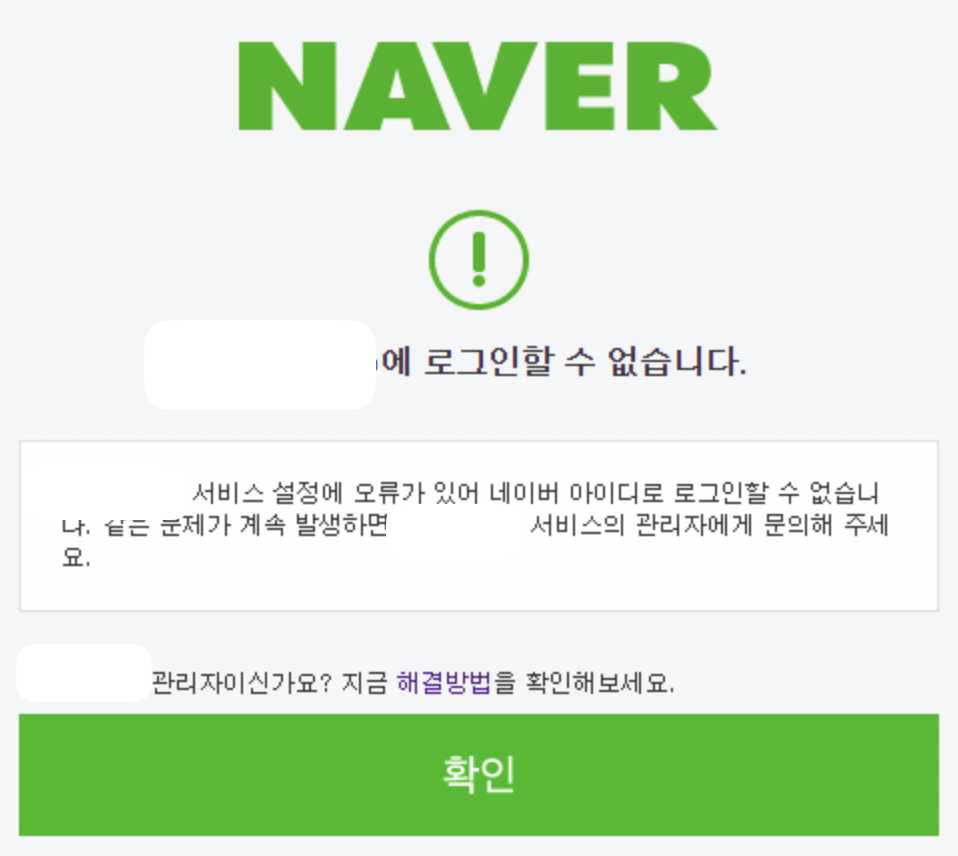 NAVER
에 로그인할 수 없습니다.
서비스 설정에 오류가 있어 네이버 아이디로 로그인할 수 없습니
다. 같은 문제가 계속 발생하면 서비스의 관리자에게 문의해 주세
요.
관리자이신가요? 지금 해결방법을 확인해보세요.
확인